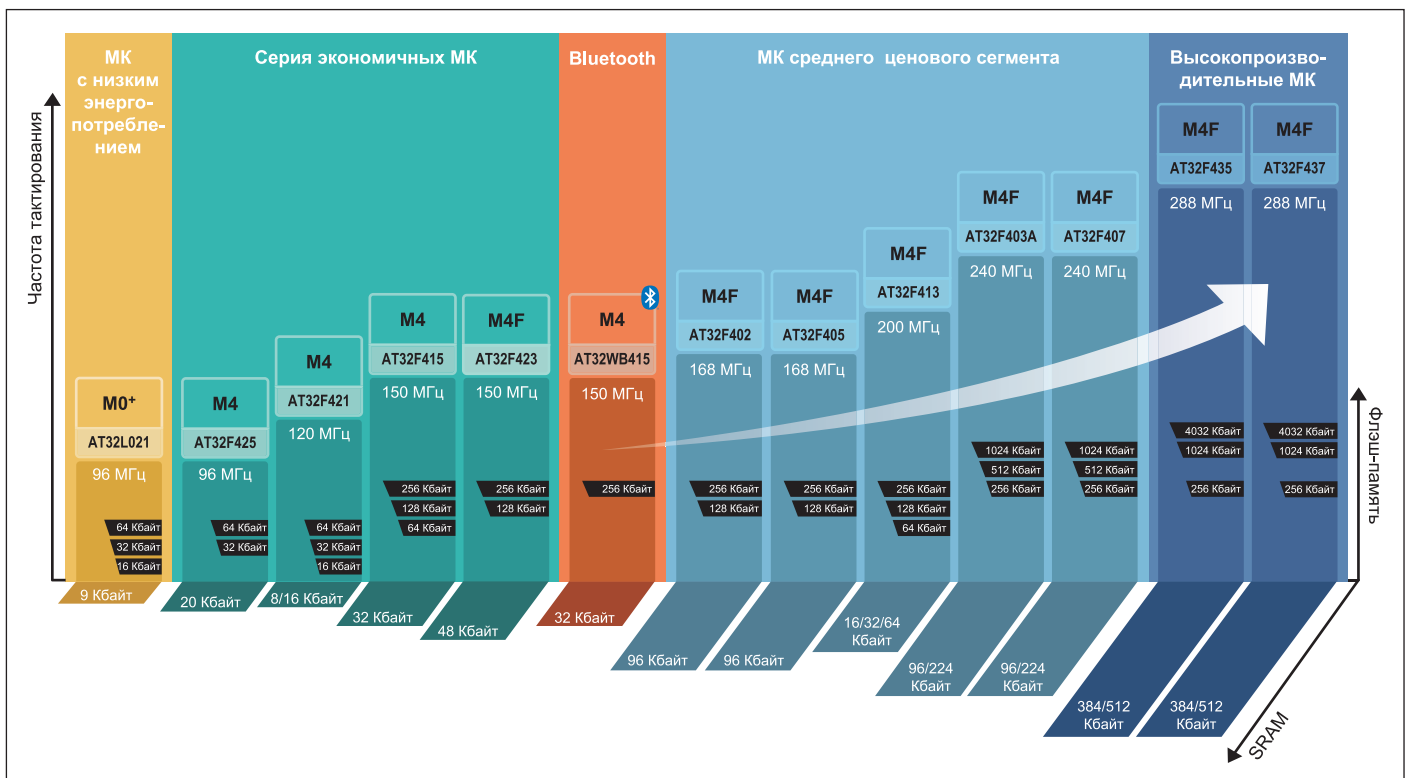 МК
с низким
энерго-
потребле-
нием
Серия экономичных МК
Bluetooth
МК среднего ценового сегмента
Высокопроизво-
дительные МК
Частота тактирования
M0+
AT32L021
96 МГц
64 Кбайт
32 Кбайт
16 Кбайт
9 Кбайт
M4
AT32F425
96 МГц
64 Кбайт
32 Кбайт
20 Кбайт
M4
AT32F421
120 МГц
64 Кбайт
32 Кбайт
16 Кбайт
8/16 Кбайт
M4
AT32F415
150 МГц
256 Кбайт
128 Кбайт
64 Кбайт
32 Кбайт
M4F
AT32F423
150 МГц
256 Кбайт
128 Кбайт
48 Кбайт
M4
AT32WB415
150 МГц
256 Кбайт
32 Кбайт
M4F
AT32F402
168 МГц
256 Кбайт
128 Кбайт
96 Кбайт
M4F
AT32F405
168 МГц
256 Кбайт
128 Кбайт
96 Кбайт
M4F
AT32F413
200 МГц
256 Кбайт
128 Кбайт
64 Кбайт
16/32/64
Кбайт
M4F
AT32F403A
240 МГц
1024 Кбайт
512 Кбайт
256 Кбайт
96/224
Кбайт
M4F
AT32F407
240 МГц
1024 Кбайт
512 Кбайт
256 Кбайт
96/224
Кбайт
M4F
AT32F435
288 МГц
4032 Кбайт
1024 Кбайт
256 Кбайт
384/512
Кбайт
M4F
AT32F437
288 МГц
4032 Кбайт
1024 Кбайт
256 Кбайт
384/512
Кбайт
Флэш-память
SRAM